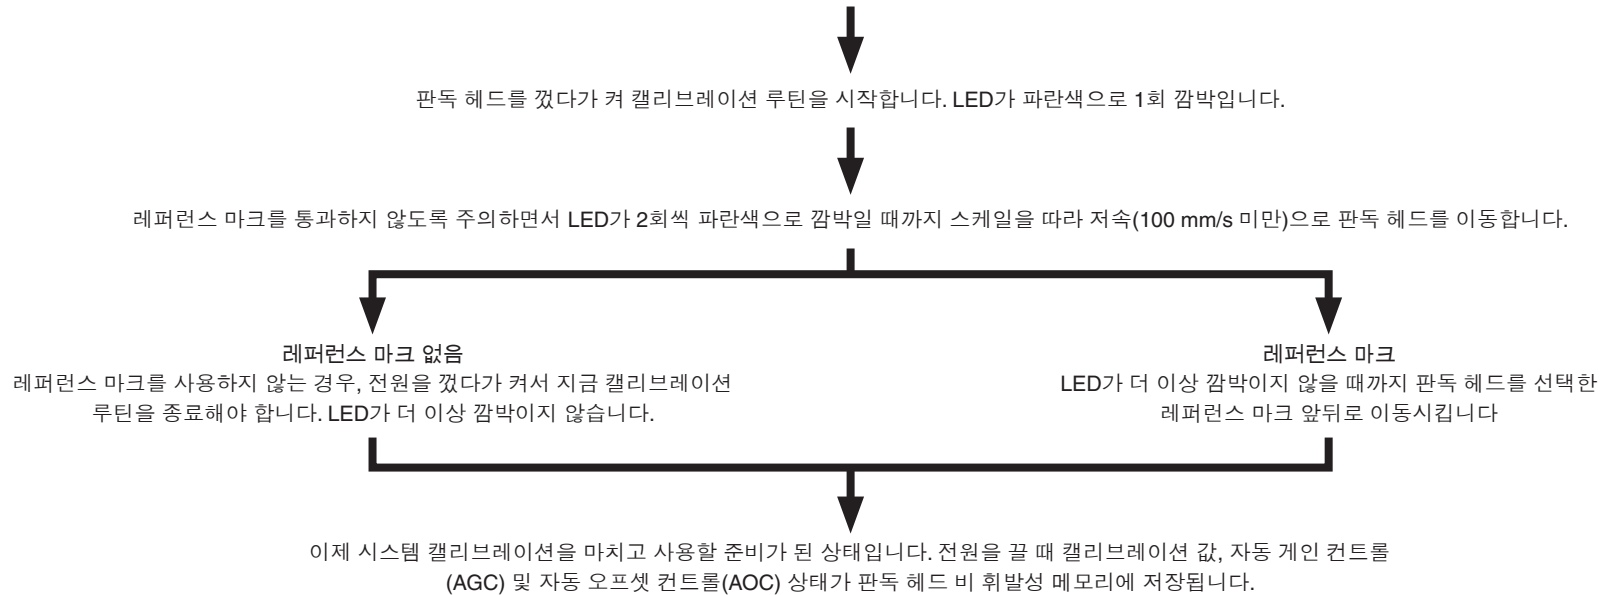 판독 헤드를 껐다가 켜 캘리브레이션 루틴을 시작합니다. LED가 파란색으로 1회 깜박입니다.
레퍼런스 마크를 통과하지 않도록 주의하면서 LED가 2회씩 파란색으로 깜박일 때까지 스케일을 따라 저속(100 mm/s 미만)으로 판독 헤드를 이동합니다.
레퍼런스 마크 없음
레퍼런스 마크를 사용하지 않는 경우, 전원을 껐다가 켜서 지금 캘리브레이션
루틴을 종료해야 합니다. LED가 더 이상 깜박이지 않습니다.
레퍼런스 마크
LED가 더 이상 깜박이지 않을 때까지 판독 헤드를 선택한
레퍼런스 마크 앞뒤로 이동시킵니다
이제 시스템 캘리브레이션을 마치고 사용할 준비가 된 상태입니다. 전원을 끌 때 캘리브레이션 값, 자동 게인 컨트롤
(AGC) 및 자동 오프셋 컨트롤(AOC) 상태가 판독 헤드 비 휘발성 메모리에 저장됩니다.